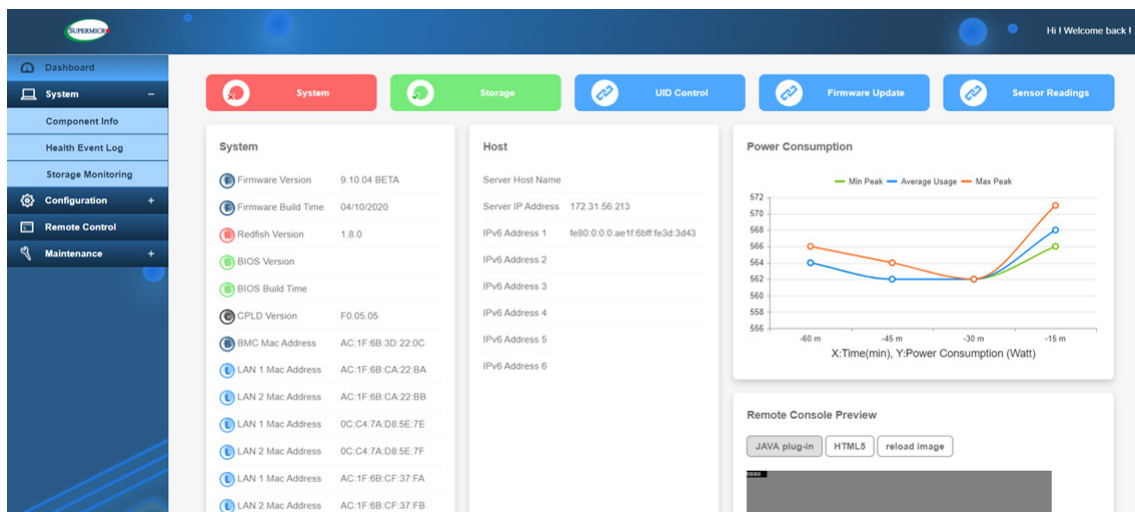 SUPERMICR
Hi ! Welcome back !
Dashboard
System −
Component Info
Health Event Log
Storage Monitoring
Configuration +
Remote Control
Maintenance +
System
Storage
UID Control
Firmware Update
Sensor Readings
System
Firmware Version 9.10.04 BETA
Firmware Build Time 04/10/2020
Redfish Version 1.8.0
BIOS Version
BIOS Build Time
CPLD Version F0.05.05
BMC Mac Address AC:1F:6B:3D:22:0C
LAN 1 Mac Address AC:1F:6B:CA:22:BA
LAN 2 Mac Address AC:1F:6B:CA:22:BB
LAN 1 Mac Address 0C:C4:7A:D8:5E:7E
LAN 2 Mac Address 0C:C4:7A:D8:5E:7F
LAN 1 Mac Address AC:1F:6B:CF:37:FA
LAN 2 Mac Address AC:1F:6B:CF:37:FB
Host
Server Host Name
Server IP Address 172.31.56.213
IPv6 Address 1 fe80:0:0:0:ae1f:6bff:fe3d:3d43
IPv6 Address 2
IPv6 Address 3
IPv6 Address 4
IPv6 Address 5
IPv6 Address 6
Power Consumption
Min Peak Average Usage Max Peak
572
570
568
566
564
562
560
558
556
-60 m -45 m -30 m -15 m
X:Time(min), Y:Power Consumption (Watt)
Remote Console Preview
JAVA plug-in HTML5 reload image